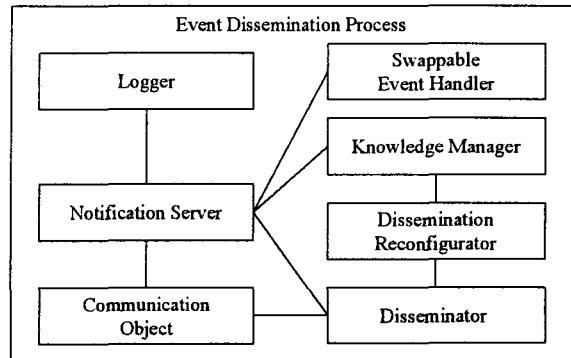 Event Dissemination Process
Logger
Swappable
Event Handler
Knowledge Manager
Notification Server
Dissemination
Reconfigurator
Communication
Object
Disseminator